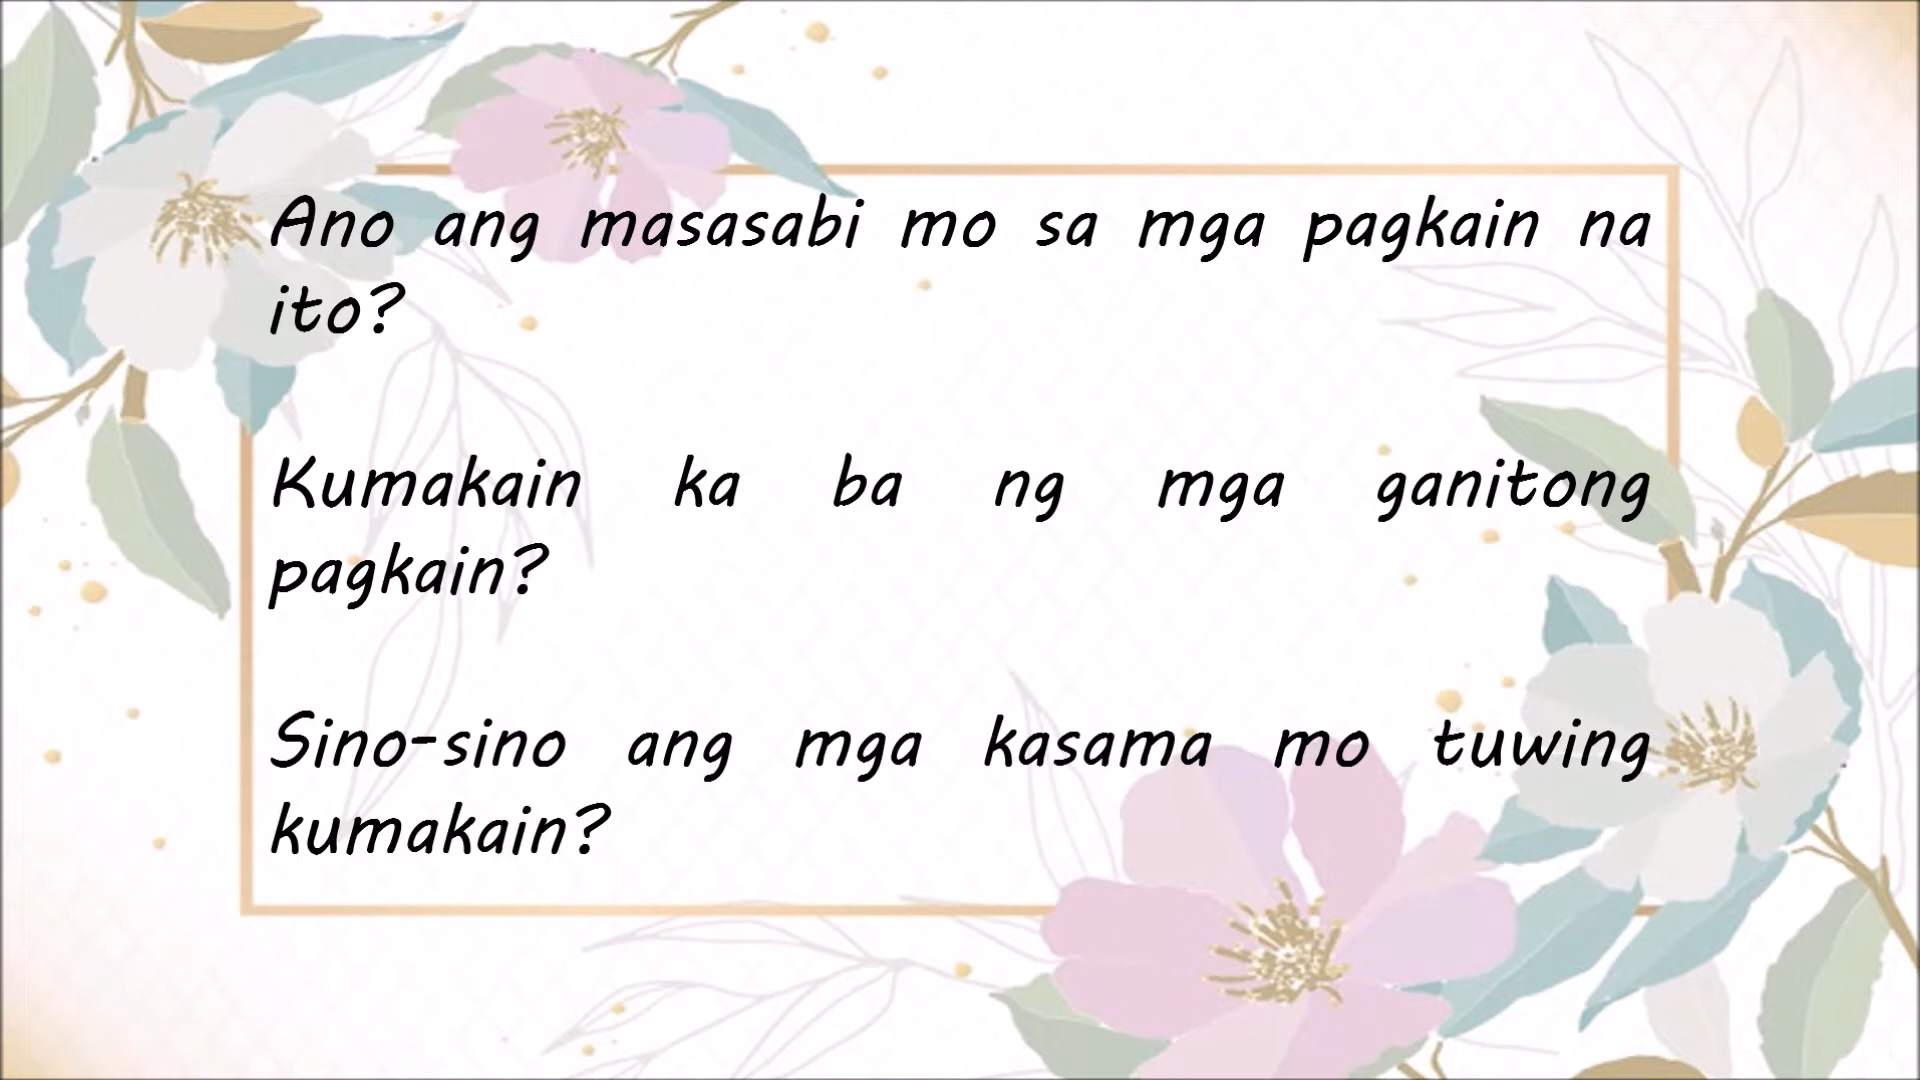 Ano ang masasabi mo sa mga pagkain na
ito?
Kumakain ka ba ng mga ganitong
pagkain?
Sino-sino ang mga kasama mo tuwing
kumakain?